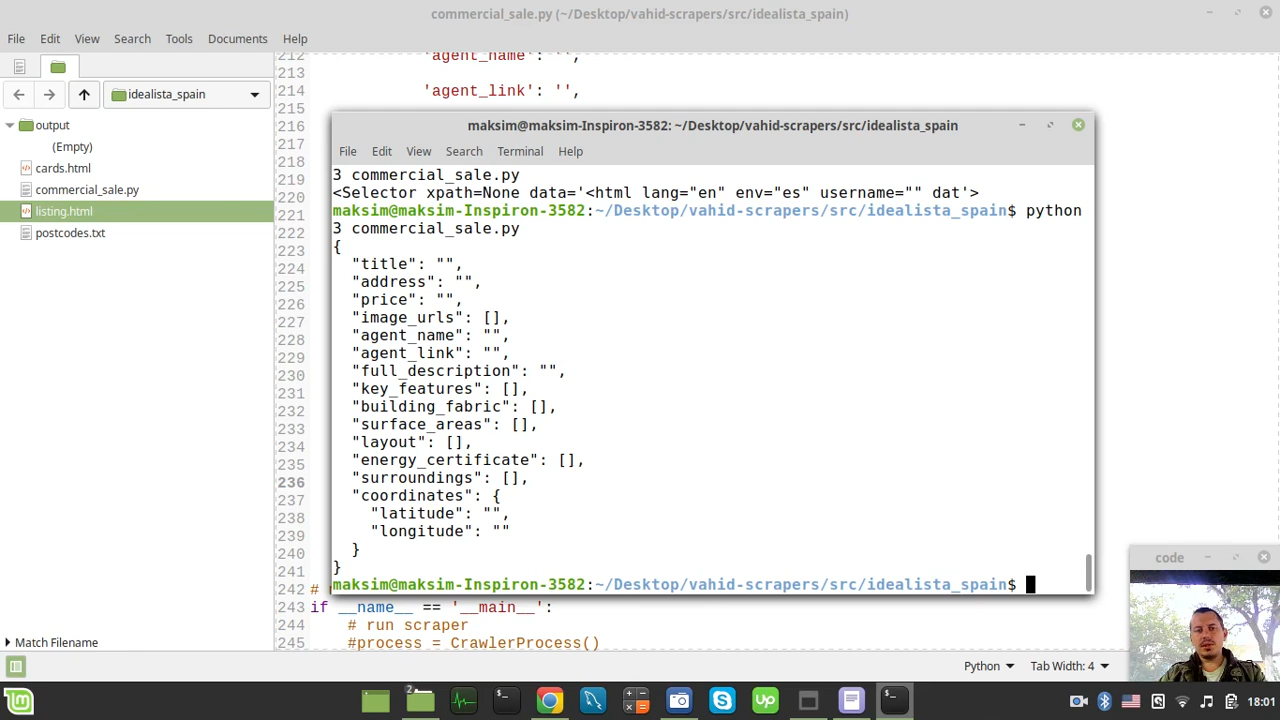 commercial_sale.py (~/Desktop/vahid-scrapers/src/idealista_spain)
File Edit View Search Tools Documents Help
idealista_spain
output
(Empty)
cards.html
commercial_sale.py
listing.html
postcodes.txt
Match Filename
212 'agent_name': '',
213
214 'agent_link': '',
215
216
217
218
219
220
221
222
223
224
225
226
227
228
229
230
231
232
233
234
235
236
237
238
239
240
241
242 #
243 if __name__ == '__main__':
244 # run scraper
245 #process = CrawlerProcess()
maksim@maksim-Inspiron-3582: ~/Desktop/vahid-scrapers/src/idealista_spain
File Edit View Search Terminal Help
3 commercial_sale.py
<Selector xpath=None data='<html lang="en" env="es" username="" dat'>
maksim@maksim-Inspiron-3582:~/Desktop/vahid-scrapers/src/idealista_spain$ python
3 commercial_sale.py
{
"title": "",
"address": "",
"price": "",
"image_urls": [],
"agent_name": "",
"agent_link": "",
"full_description": "",
"key_features": [],
"building_fabric": [],
"surface_areas": [],
"layout": [],
"energy_certificate": [],
"surroundings": [],
"coordinates": {
"latitude": "",
"longitude": ""
}
}
maksim@maksim-Inspiron-3582:~/Desktop/vahid-scrapers/src/idealista_spain$
code
Python Tab Width: 4
2
18:01